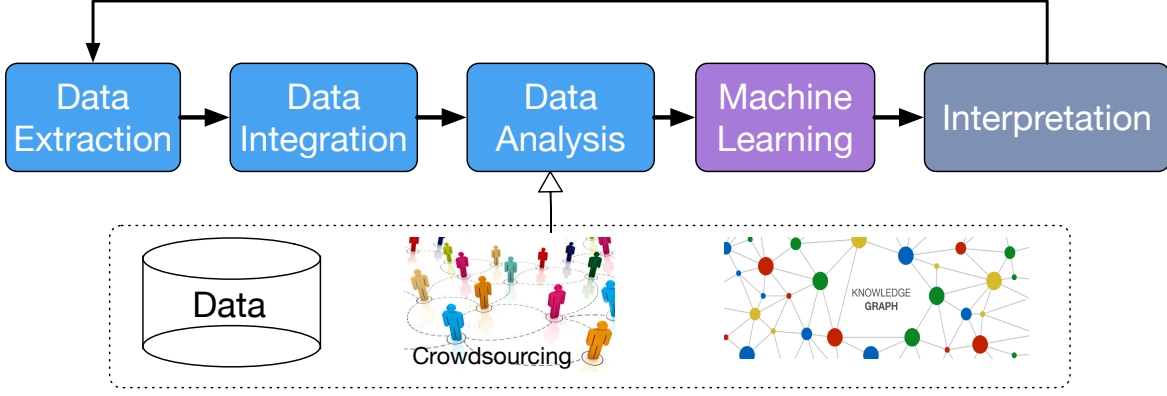 Data
Extraction
Data
Integration
Data
Analysis
Machine
Learning
Interpretation
Data
Crowdsourcing
KNOWLEDGE
GRAPH